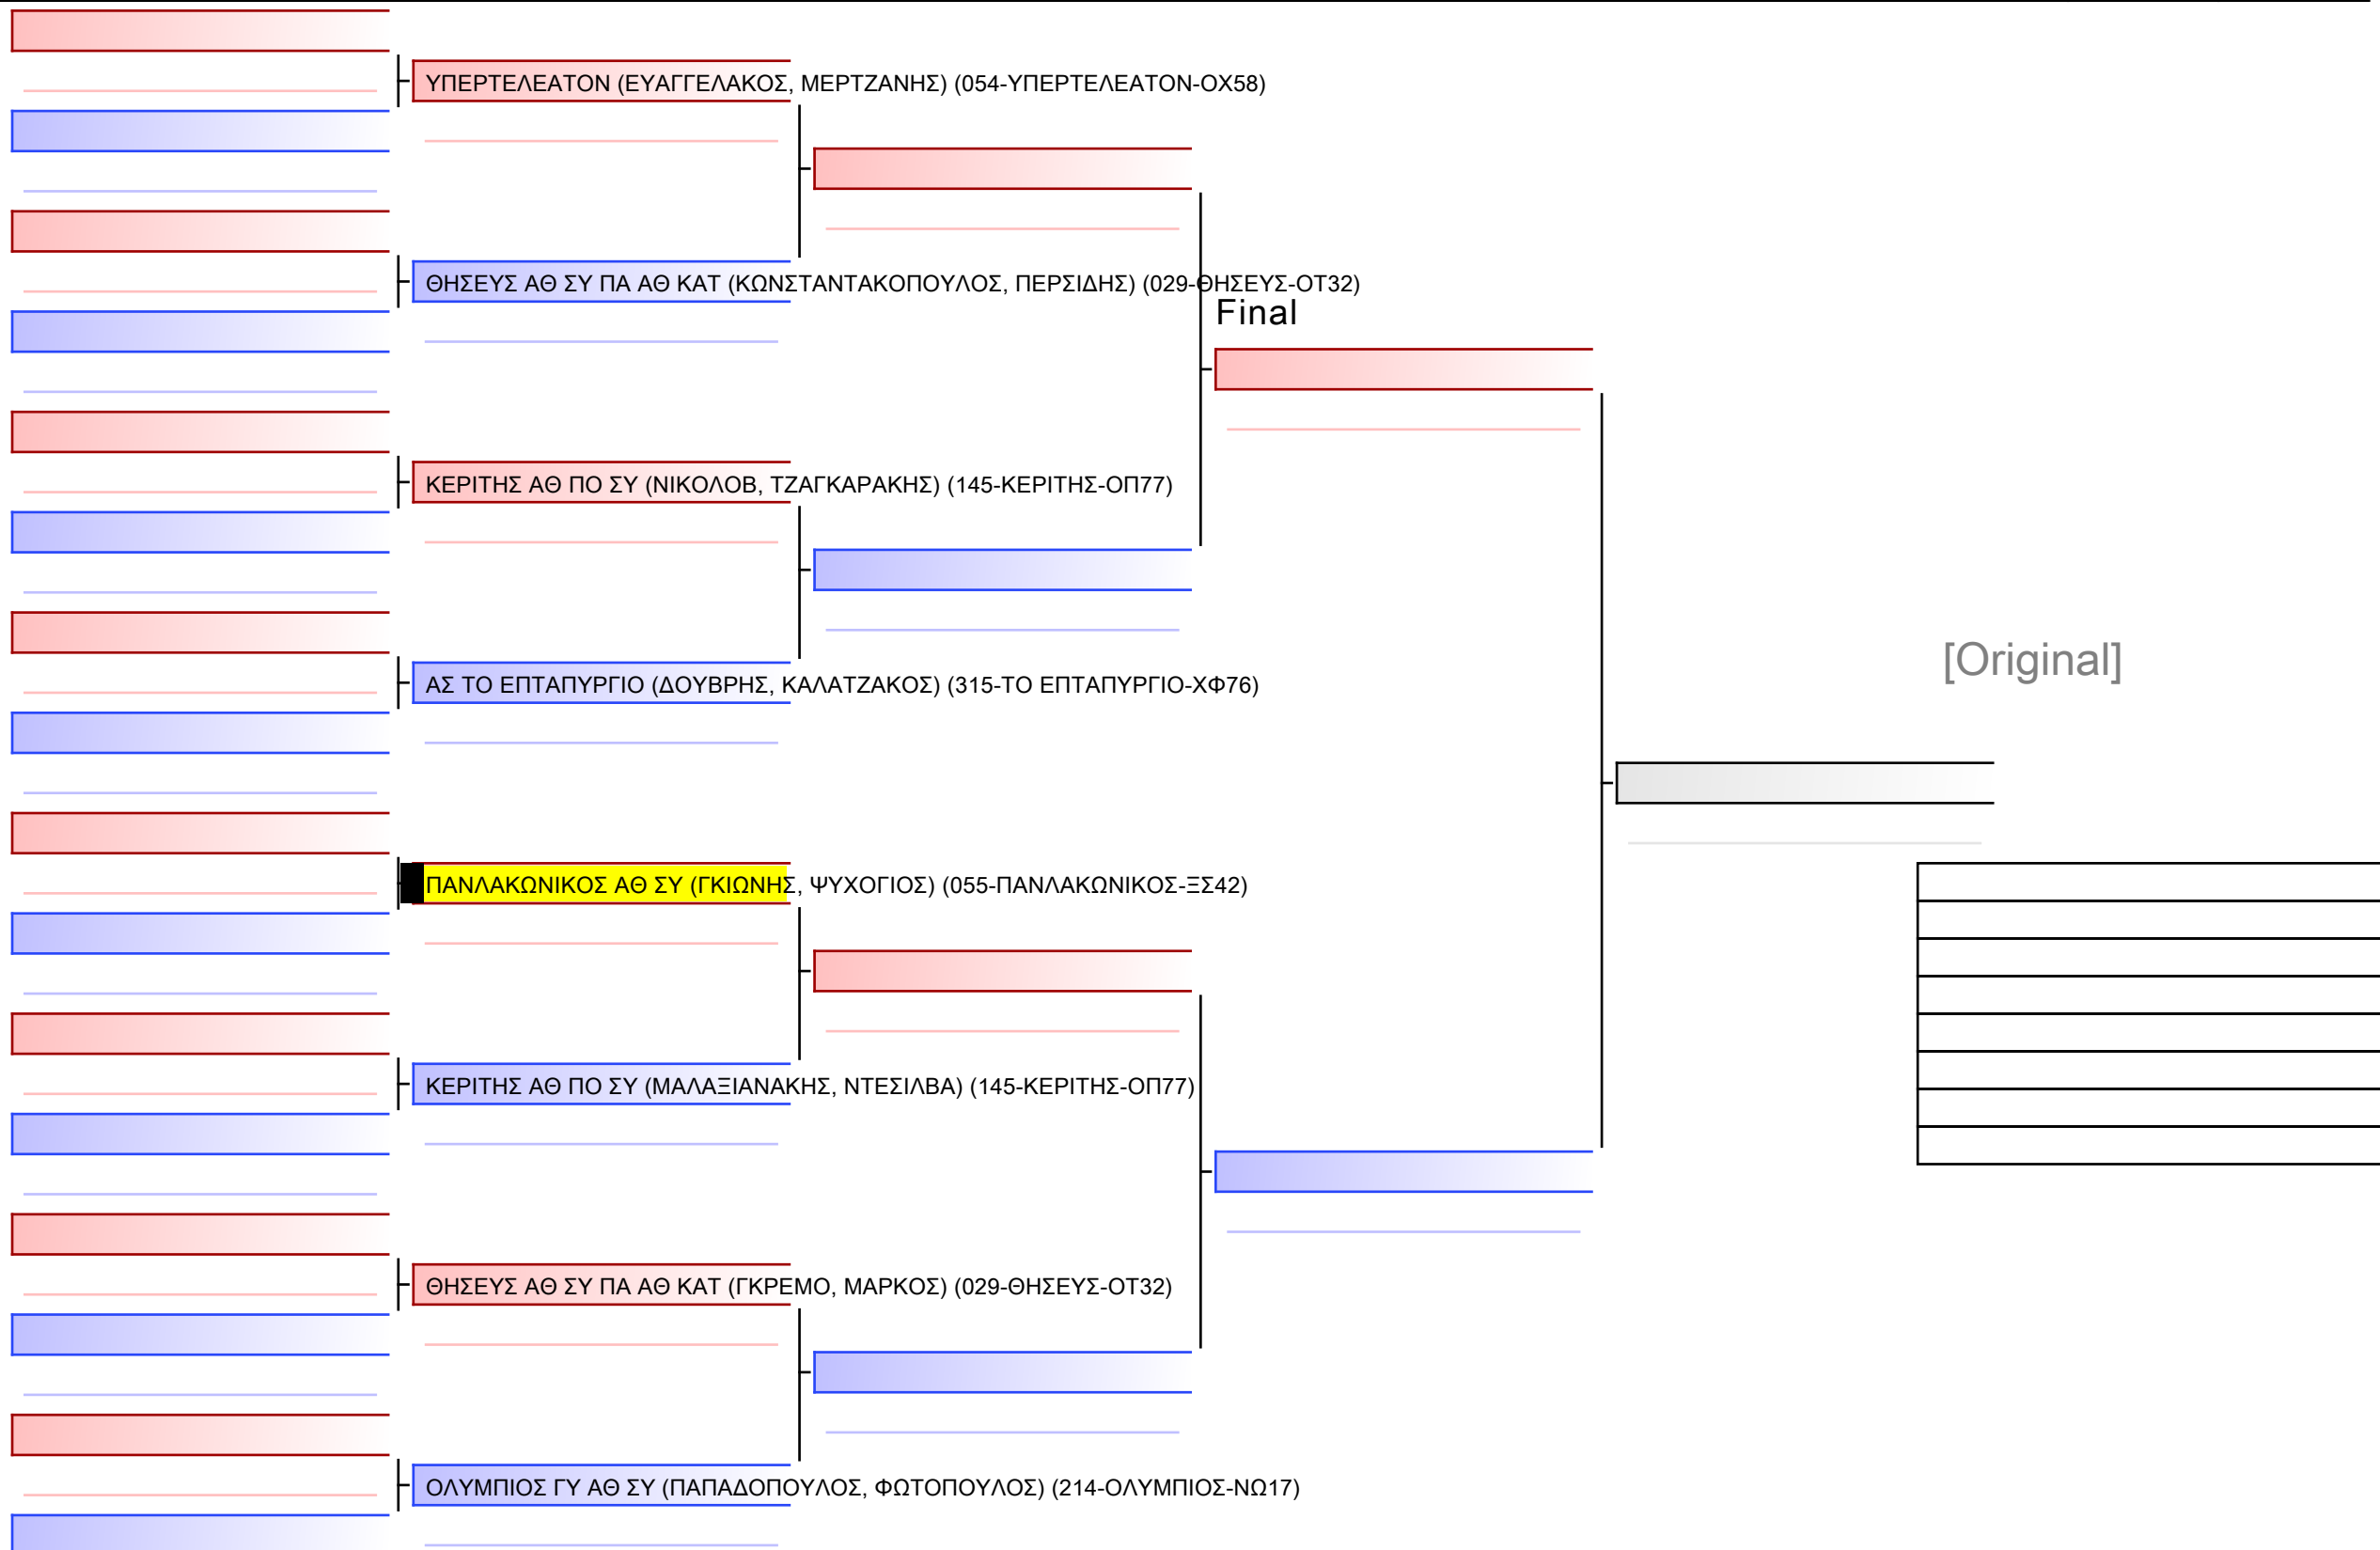 ΥΠΕΡΤΕΛΕΑΤΟΝ (ΕΥΑΓΓΕΛΑΚΟΣ, ΜΕΡΤΖΑΝΗΣ) (054-ΥΠΕΡΤΕΛΕΑΤΟΝ-ΟΧ58)
ΘΗΣΕΥΣ ΑΘ ΣΥ ΠΑ ΑΘ ΚΑΤ (ΚΩΝΣΤΑΝΤΑΚΟΠΟΥΛΟΣ, ΠΕΡΣΙΔΗΣ) (029-ΘΗΣΕΥΣ-ΟΤ32)
Final
ΚΕΡΙΤΗΣ ΑΘ ΠΟ ΣΥ (ΝΙΚΟΛΟΒ, ΤΖΑΓΚΑΡΑΚΗΣ) (145-ΚΕΡΙΤΗΣ-ΟΠ77)
[Original]
ΑΣ ΤΟ ΕΠΤΑΠΥΡΓΙΟ (ΔΟΥΒΡΗΣ, ΚΑΛΑΤΖΑΚΟΣ) (315-ΤΟ ΕΠΤΑΠΥΡΓΙΟ-ΧΦ76)
ΠΑΝΛΑΚΩΝΙΚΟΣ ΑΘ ΣΥ (ΓΚΙΩΝΗΣ, ΨΥΧΟΓΙΟΣ) (055-ΠΑΝΛΑΚΩΝΙΚΟΣ-ΞΣ42)
ΚΕΡΙΤΗΣ ΑΘ ΠΟ ΣΥ (ΜΑΛΑΞΙΑΝΑΚΗΣ, ΝΤΕΣΙΛΒΑ) (145-ΚΕΡΙΤΗΣ-ΟΠ77)
ΘΗΣΕΥΣ ΑΘ ΣΥ ΠΑ ΑΘ ΚΑΤ (ΓΚΡΕΜΟ, ΜΑΡΚΟΣ) (029-ΘΗΣΕΥΣ-ΟΤ32)
ΟΛΥΜΠΙΟΣ ΓΥ ΑΘ ΣΥ (ΠΑΠΑΔΟΠΟΥΛΟΣ, ΦΩΤΟΠΟΥΛΟΣ) (214-ΟΛΥΜΠΙΟΣ-ΝΩ17)